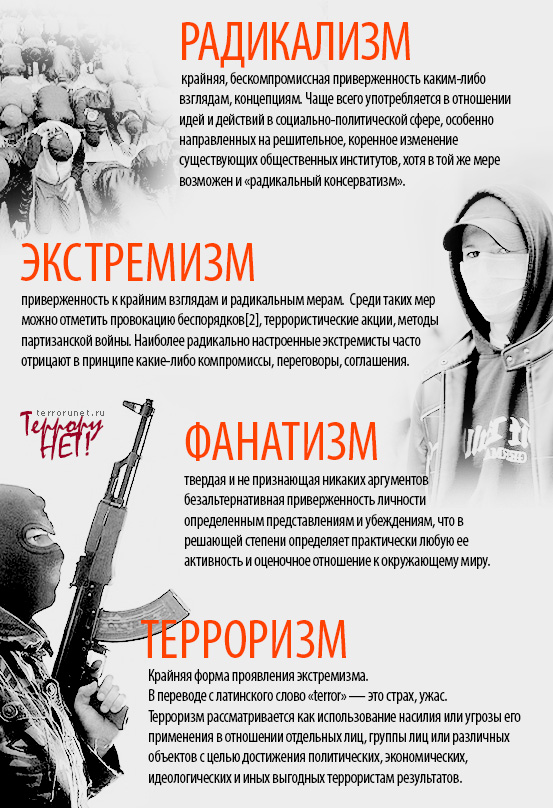 РАДИКАЛИЗМ
крайняя, бескомпромиссная приверженность каким-либо
взглядам, концепциям. Чаще всего употребляется в отношении
идей и действий в социально-политической сфере, особенно
направленных на решительное, коренное изменение
существующих общественных институтов, хотя в той же мере
возможен и «радикальный консерватизм».
ЭКСТРЕМИЗМ
приверженность к крайним взглядам и радикальным мерам. Среди таких мер
можно отметить провокацию беспорядков[2], террористические акции, методы
партизанской войны. Наиболее радикально настроенные экстремисты часто
отрицают в принципе какие-либо компромиссы, переговоры, соглашения.
terrorunet.ru
Террору
НЕТ!
ФАНАТИЗМ
твердая и не признающая никаких аргументов
безальтернативная приверженность личности
определенным представлениям и убеждениям, что в
решающей степени определяет практически любую ее
активность и оценочное отношение к окружающему миру.
ТЕРРОРИЗМ
Крайняя форма проявления экстремизма.
В переводе с латинского слово «terror» — это страх, ужас.
Терроризм рассматривается как использование насилия или угрозы его
применения в отношении отдельных лиц, группы лиц или различных
объектов с целью достижения политических, экономических,
идеологических и иных выгодных террористам результатов.